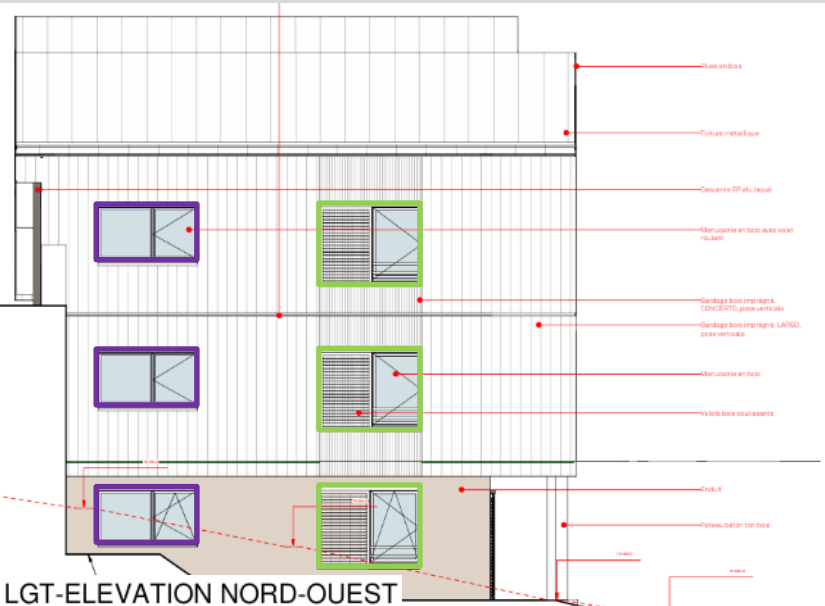 Rives en bois
Toiture métallique
Descente EP alu laqué
Menuiserie en bois avec volet
roulant
Bardage bois imprégné,
CONCERTO, pose verticale
Bardage bois imprégné, LARGO,
pose verticale
Menuiserie en bois
Volets bois coulissants
Enduit
Poteau béton ton bois
LGT-ELEVATION NORD-OUEST